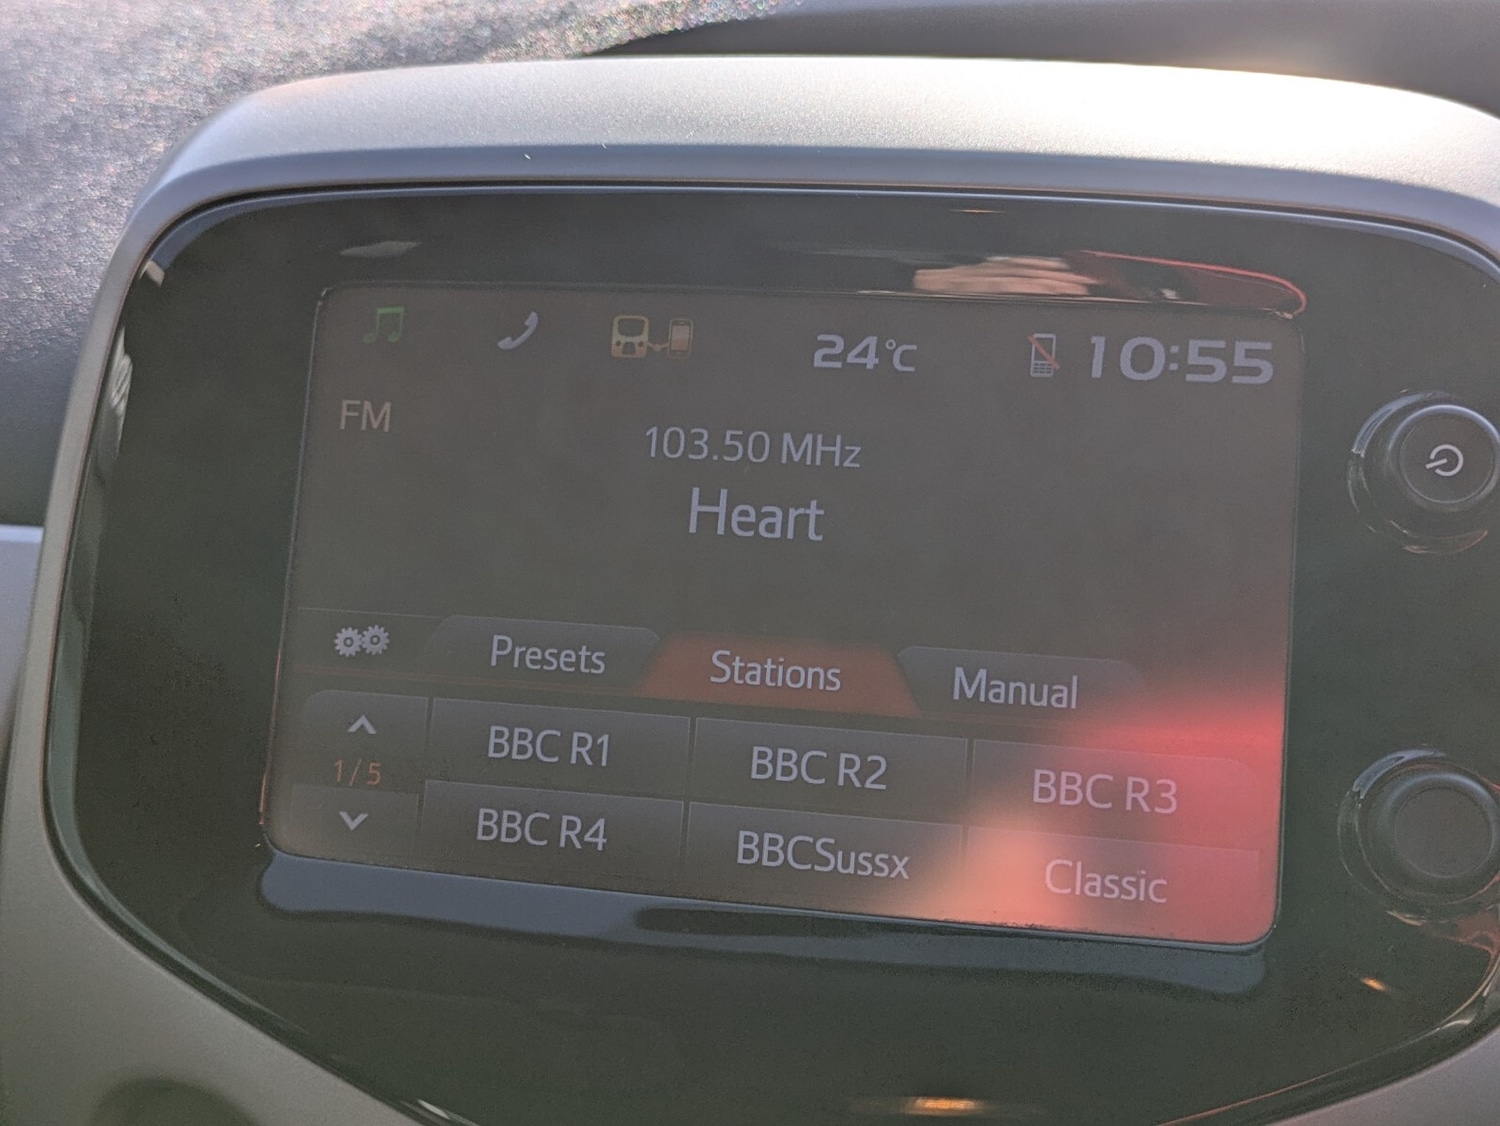 24°C 10:55
FM
103.50 MHz
Heart
Presets Stations Manual
BBC R1 BBC R2 BBC R3
1/5
BBC R4 BBCSussx Classic